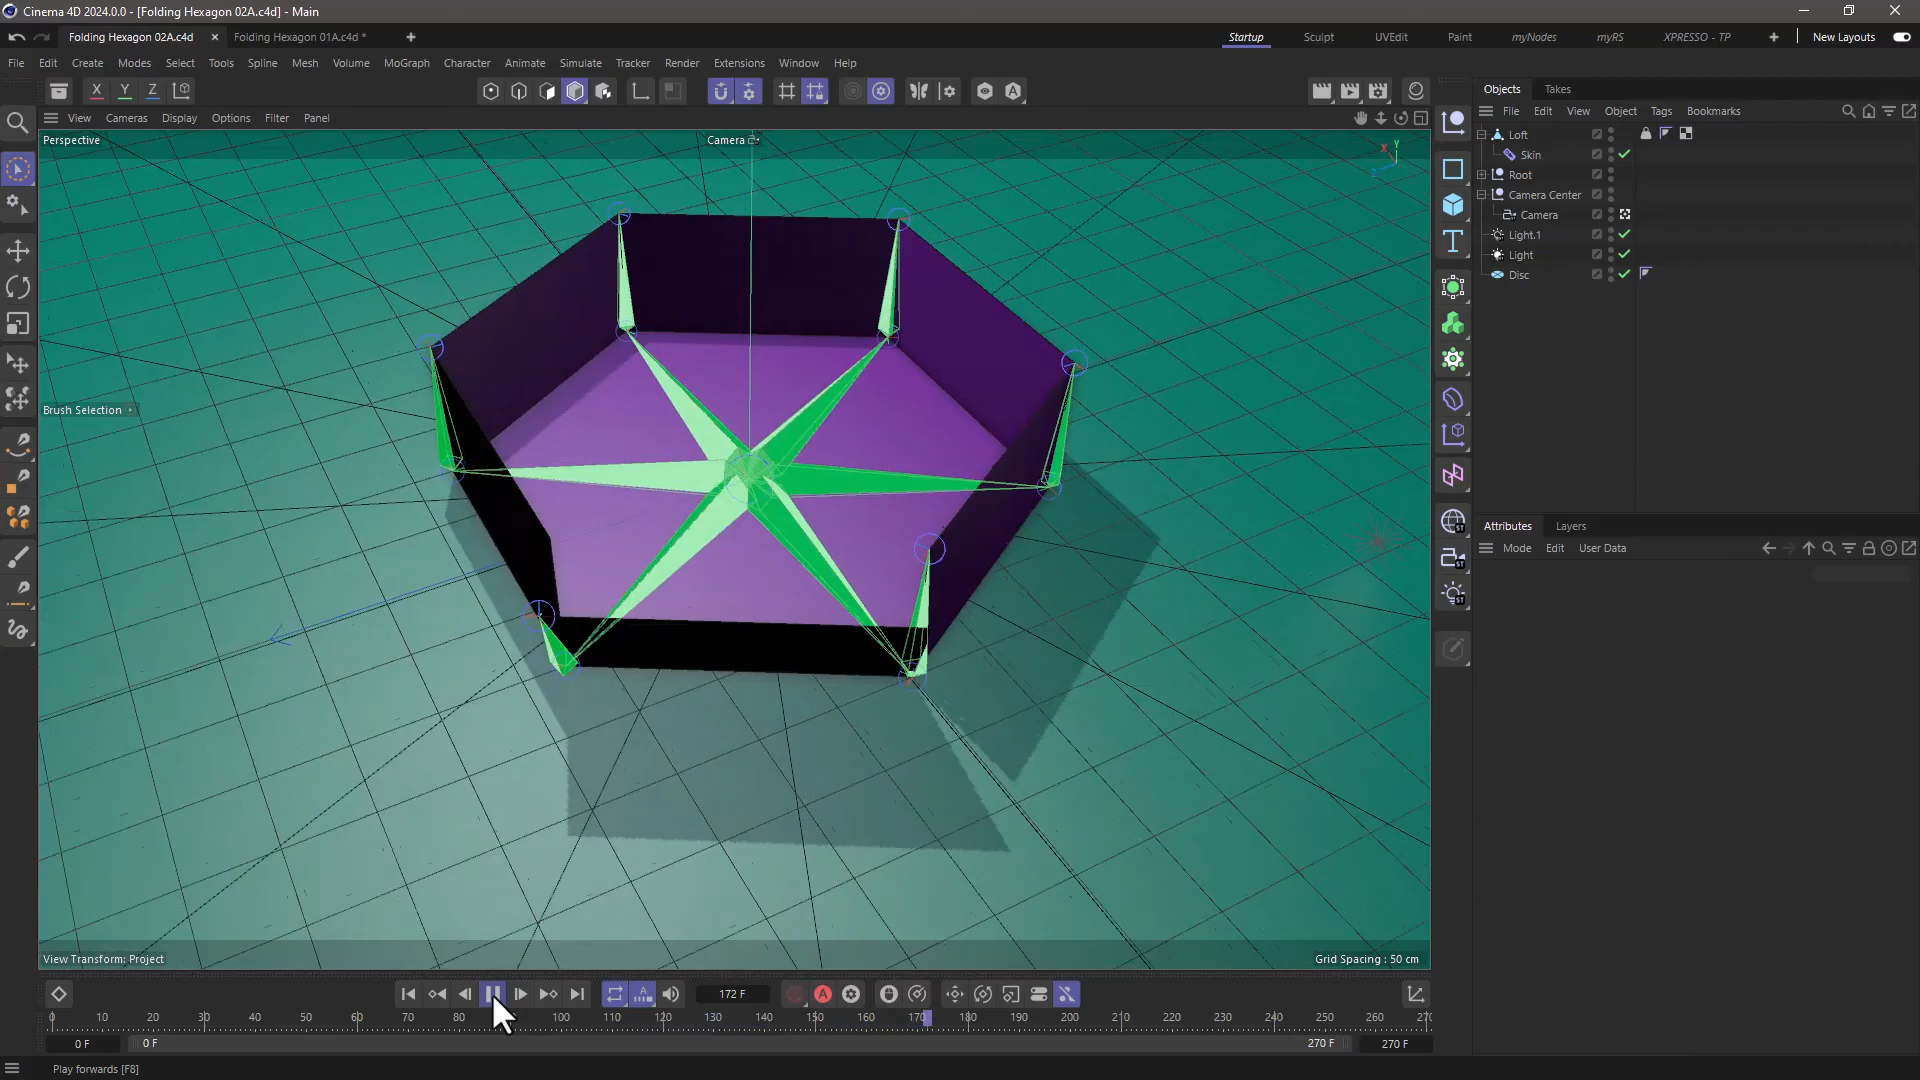 Cinema 4D 2024.0.0 - [Folding Hexagon 02A.c4d] - Main
Folding Hexagon 02A.c4d × Folding Hexagon 01A.c4d * +
Startup Sculpt UVEdit Paint myNodes myRS XPRESSO - TP + New Layouts
File Edit Create Modes Select Tools Spline Mesh Volume MoGraph Character Animate Simulate Tracker Render Extensions Window Help
X Y Z
Objects Takes
View Cameras Display Options Filter Panel
File Edit View Object Tags Bookmarks
Perspective
Camera
X Y Z
Loft
Skin
Root
Camera Center
Camera
Light.1
Light
Disc
Brush Selection
Attributes Layers
Mode Edit User Data
ST
ST
ST
View Transform: Project
Grid Spacing : 50 cm
A
172 F
A
0 10 20 30 40 50 60 70 80 100 110 120 130 140 150 160 170 180 190 200 210 220 230 240 250 260 270
0 F
0 F
270 F
270 F
Play forwards [F8]